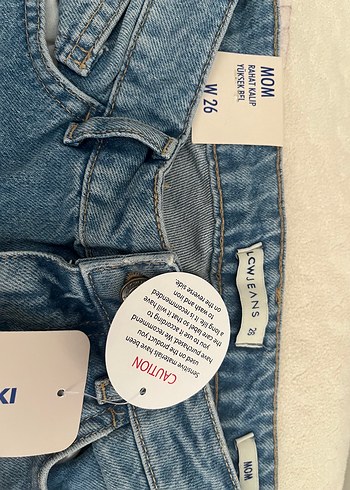 MOM
RAHAT KALIP
YÜKSEK BEL
W 26
LCWJEANS
26
CAUTION
Sensitive materials have been
used on the product you
have purchased. We recommend
you to use it according to
the care label so that it will have
a long life. It is recommended
to wash and iron
on the reverse side.
MOM